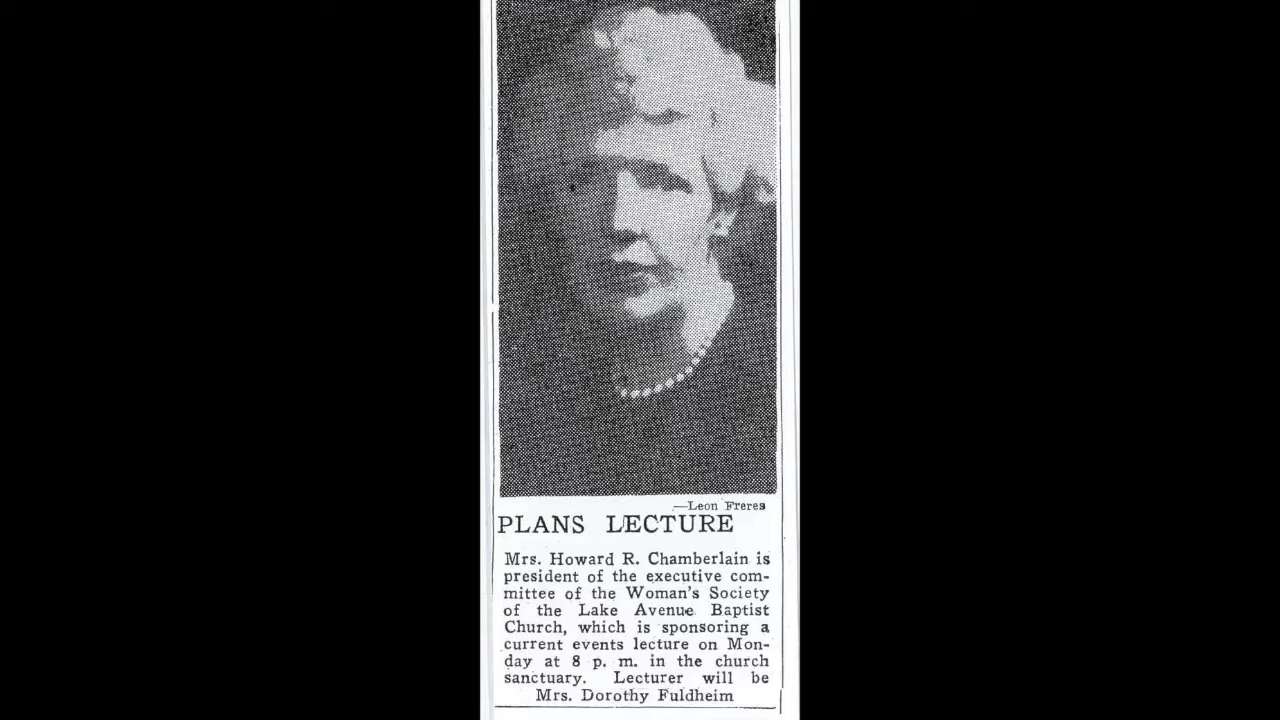 —Leon Freres
PLANS LECTURE
Mrs. Howard R. Chamberlain is
president of the executive com-
mittee of the Woman's Society
of the Lake Avenue Baptist
Church, which is sponsoring a
current events lecture on Mon-
day at 8 p. m. in the church
sanctuary. Lecturer will be
Mrs. Dorothy Fuldheim